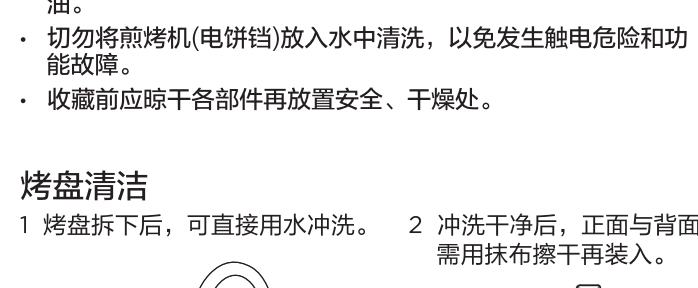 油。
· 切勿将煎烤机(电饼铛)放入水中清洗，以免发生触电危险和功
能故障。
· 收藏前应晾干各部件再放置安全、干燥处。
烤盘清洁
1 烤盘拆下后，可直接用水冲洗。
2 冲洗干净后，正面与背面
需用抹布擦干再装入。